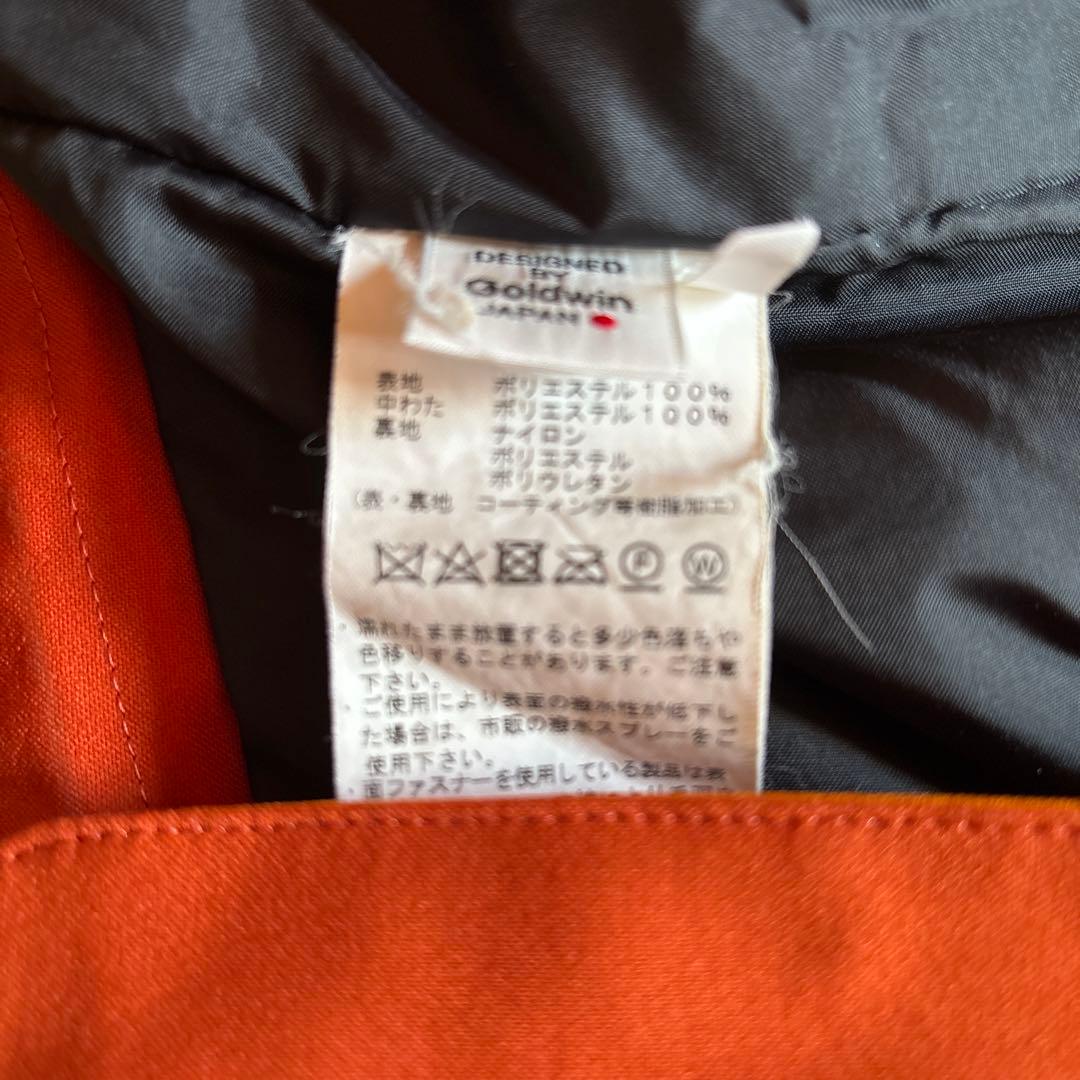 DESIGNED
BY
Goldwin
JAPAN
表地 ポリエステル100%
中わた ポリエステル100%
裏地 ナイロン
ポリエステル
ポリウレタン
(表・裏地 コーティング等樹脂加工)
F W
・濡れたまま放置すると多少色落ちや
色移りすることがあります。ご注意
下さい。
・ご使用により表面の撥水性が低下し
た場合は、市販の撥水スプレーをご
使用下さい。
・面ファスナーを使用している製品は表